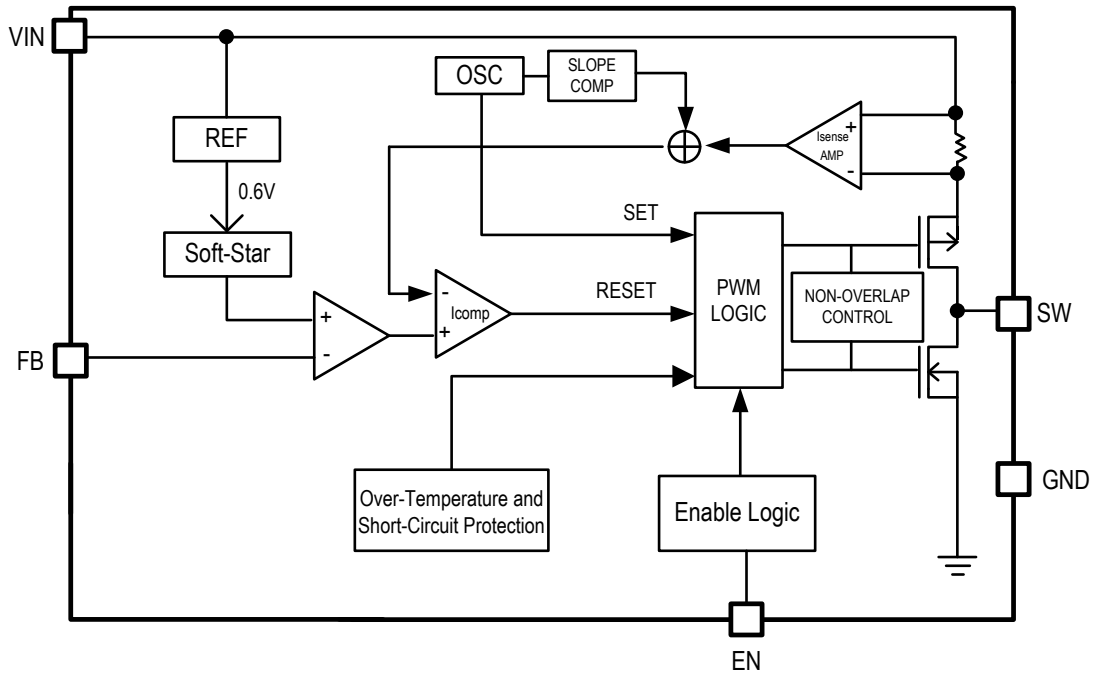 VIN
OSC
SLOPE
COMP
REF
+
Isense
AMP
-
0.6V
SET
Soft-Star
-
Icomp
+
RESET
PWM
LOGIC
NON-OVERLAP
CONTROL
SW
+
-
FB
GND
Over-Temperature and
Short-Circuit Protection
Enable Logic
EN